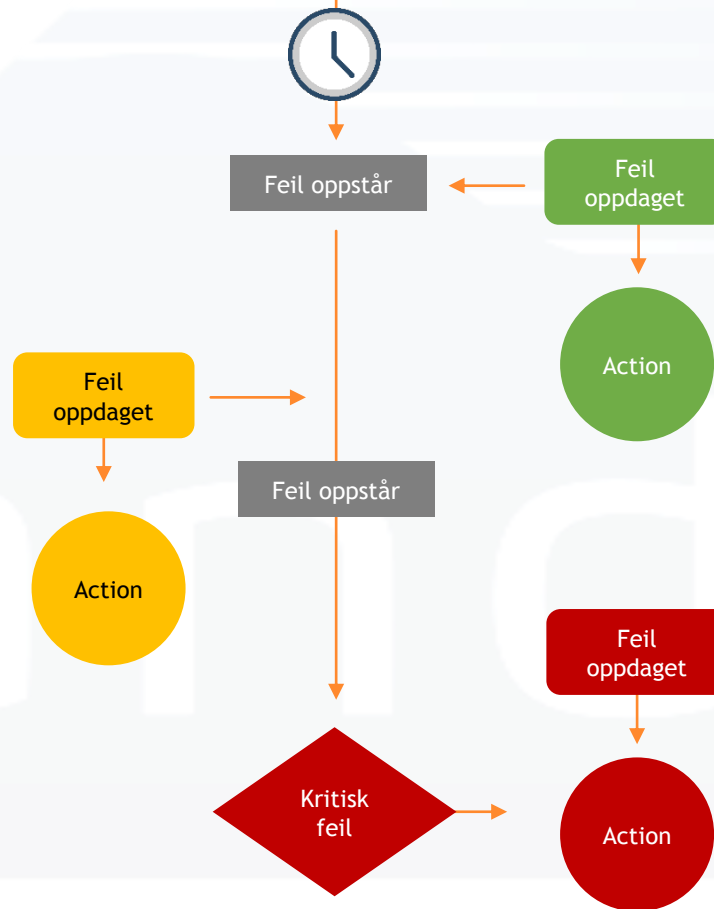 Feil oppstår
Feil
oppdaget
Action
Feil
oppdaget
Feil oppstår
Action
Feil
oppdaget
Kritisk
feil
Action